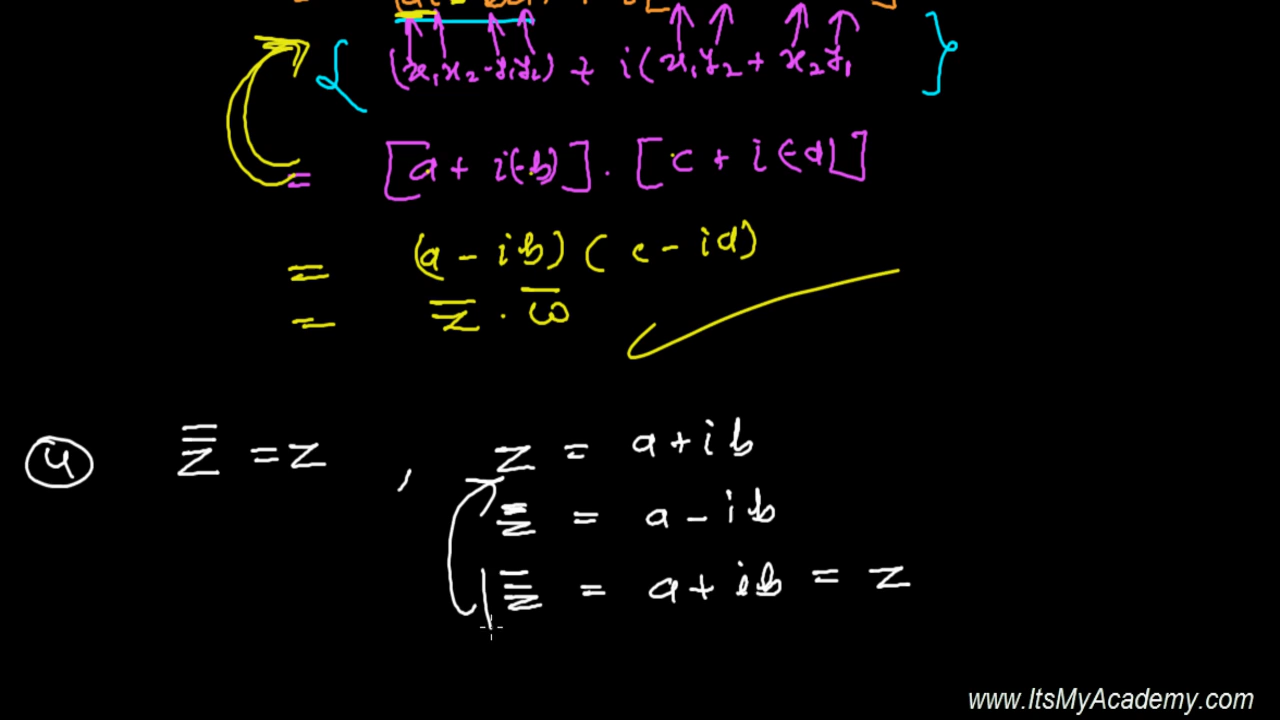 (x₁x₂ - y₁y₂) + i(x₁y₂ + x₂y₁ }
= [a + i(-b)] . [c + i(-d)]
= (a - ib) ( c - id)
= z̅ . ω̅
④ z̿ = z , z = a + ib
z̅ = a - ib
z̿ = a + ib = z
www.ItsMyAcademy.com